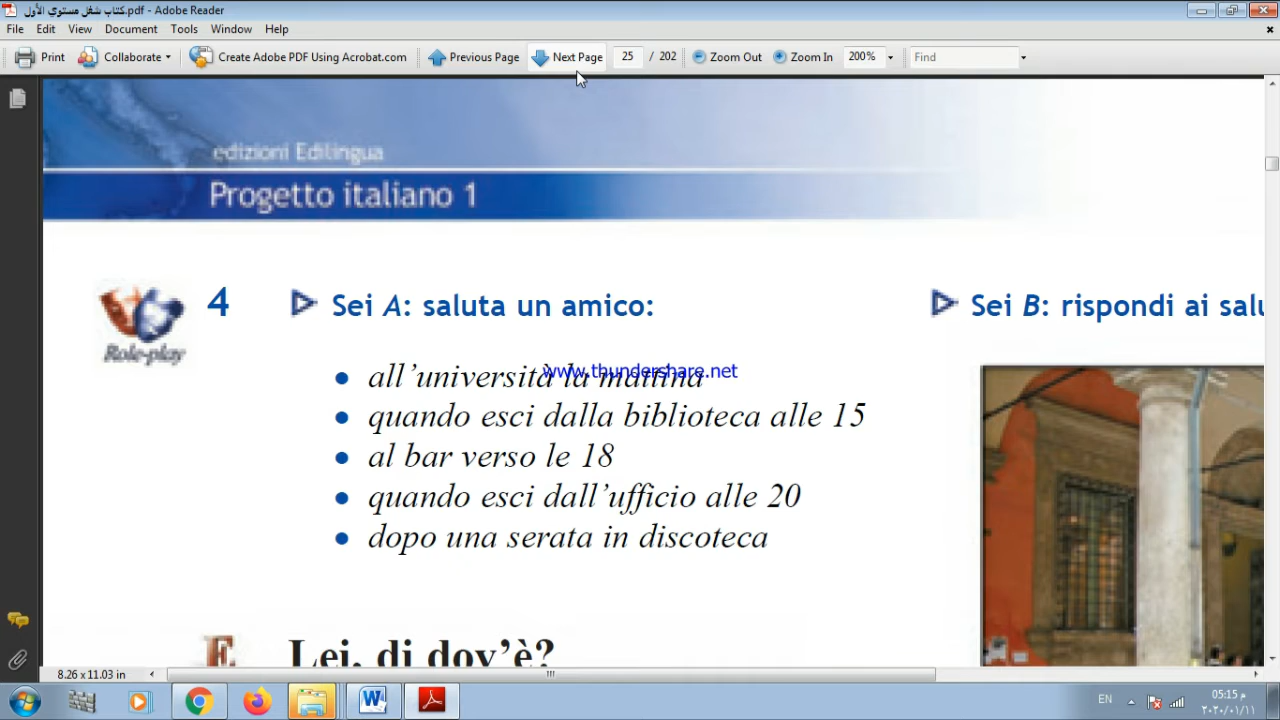 كتاب شغل مستوي الأول.pdf - Adobe Reader
File Edit View Document Tools Window Help
Print Collaborate Create Adobe PDF Using Acrobat.com Previous Page Next Page 25 / 202 Zoom Out Zoom In 200% Find
edizioni Edilingua
Progetto italiano 1
Role-play
4 Sei A: saluta un amico:
all'università la mattina
www.thundershare.net
quando esci dalla biblioteca alle 15
al bar verso le 18
quando esci dall'ufficio alle 20
dopo una serata in discoteca
Sei B: rispondi ai salu
E Lei, di dov'è?
8.26 x 11.03 in
EN
05:15 م
٢٠٢٠/٠١/١١